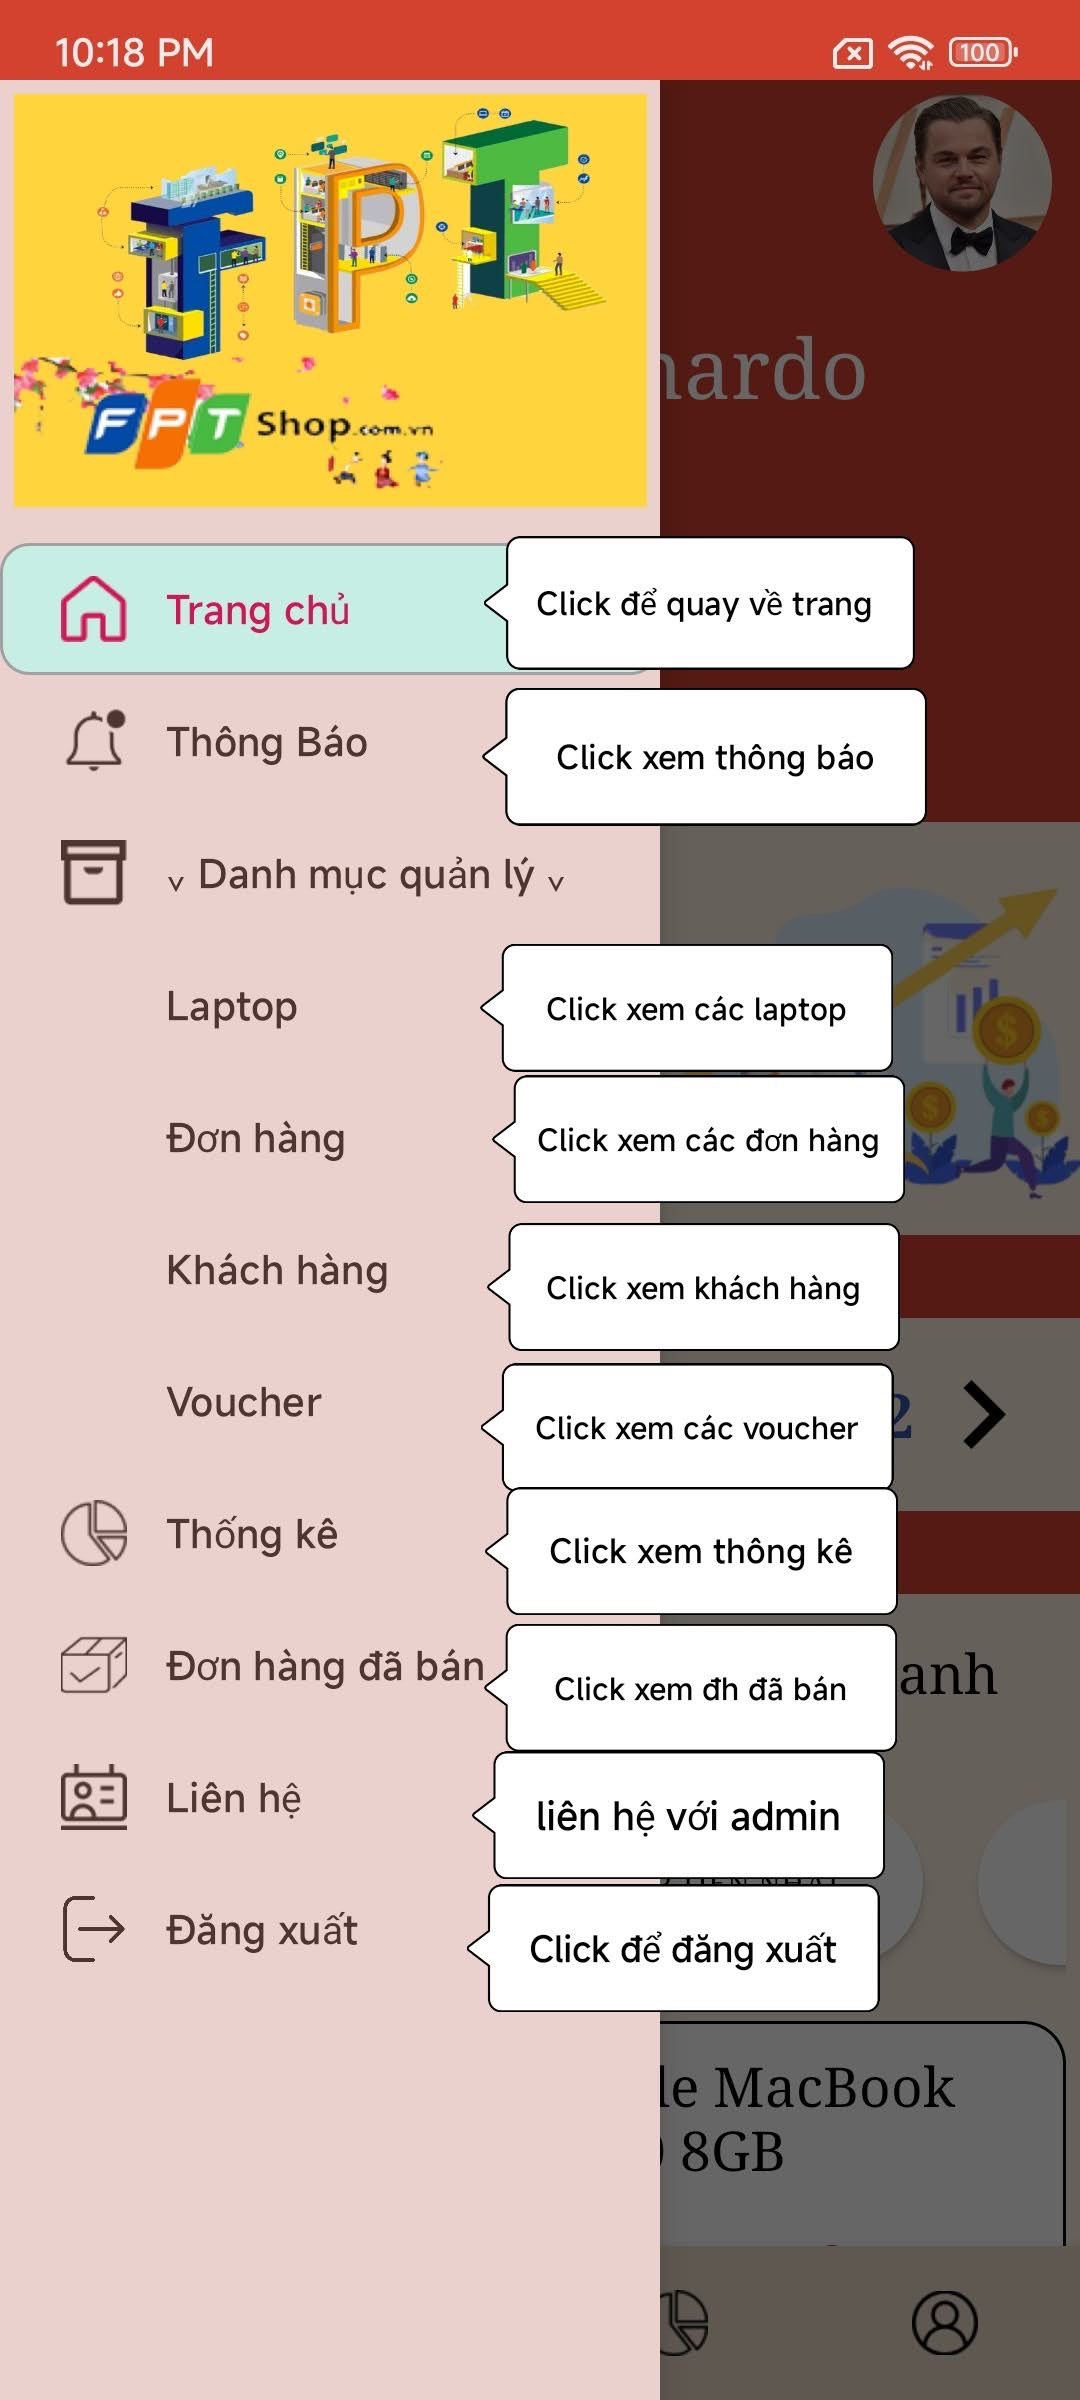 10:18 PM
100
FPT
FPT Shop.com.vn
nardo
Trang chủ
Click để quay về trang
Thông Báo
Click xem thông báo
˅ Danh mục quản lý ˅
Laptop
Click xem các laptop
Đơn hàng
Click xem các đơn hàng
Khách hàng
Click xem khách hàng
Voucher
Click xem các voucher
2
Thống kê
Click xem thông kê
Đơn hàng đã bán
Click xem đh đã bán
anh
Liên hệ
liên hệ với admin
Đăng xuất
Click để đăng xuất
le MacBook
8GB